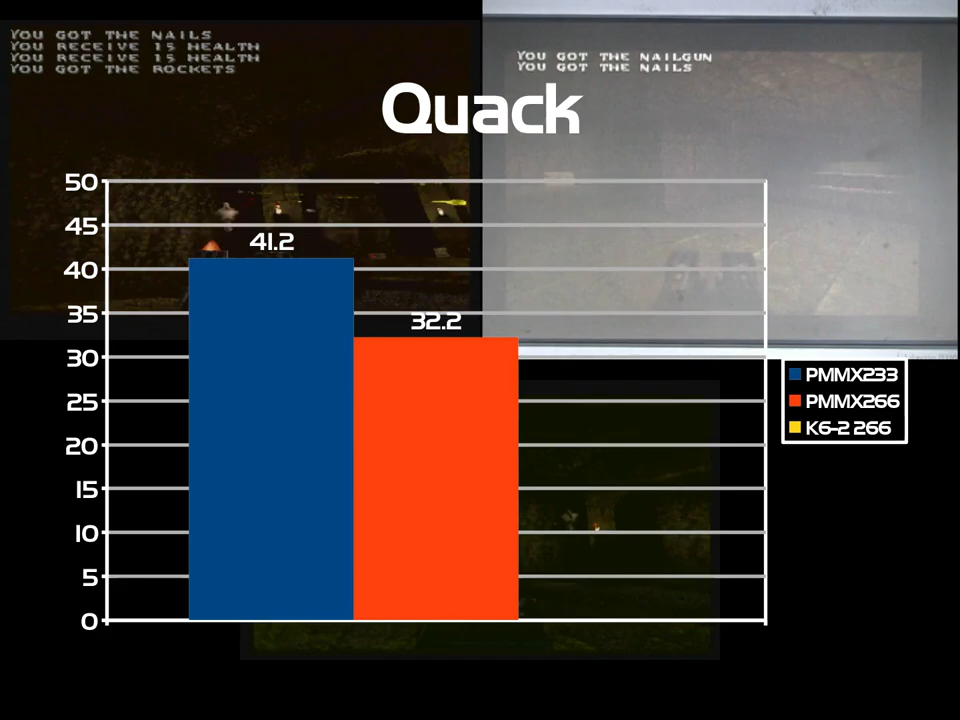 YOU GOT THE NAILS
YOU RECEIVE 15 HEALTH
YOU RECEIVE 15 HEALTH
YOU GOT THE ROCKETS
YOU GOT THE NAILGUN
YOU GOT THE NAILS
Quack
50
45
40
35
30
25
20
15
10
5
0
41.2
32.2
PMMX233
PMMX266
K6-2 266